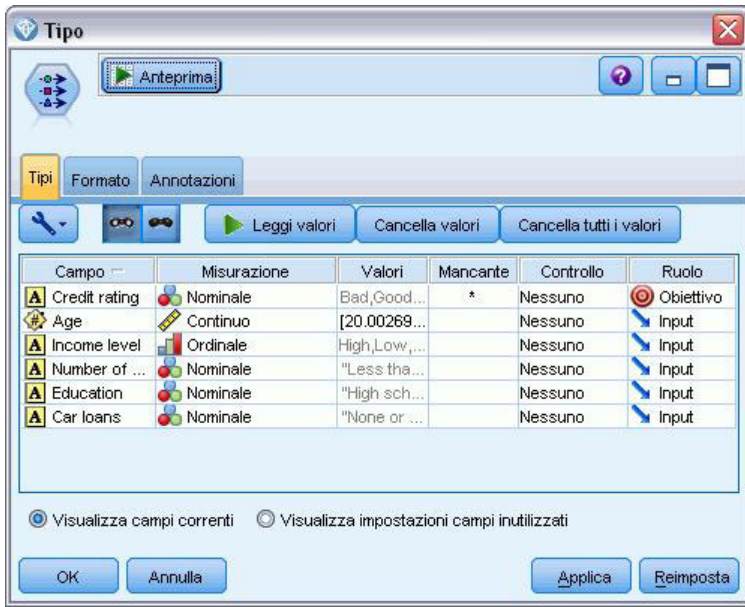 Tipo
Anteprima
Tipi Formato Annotazioni
Leggi valori Cancella valori Cancella tutti i valori
Campo Misurazione Valori Mancante Controllo Ruolo
A Credit rating Nominale Bad,Good... * Nessuno Obiettivo
# Age Continuo [20.00269... Nessuno Input
A Income level Ordinale High,Low,... Nessuno Input
A Number of ... Nominale "Less tha... Nessuno Input
A Education Nominale "High sch... Nessuno Input
A Car loans Nominale "None or ... Nessuno Input
Visualizza campi correnti Visualizza impostazioni campi inutilizzati
OK Annulla Applica Reimposta